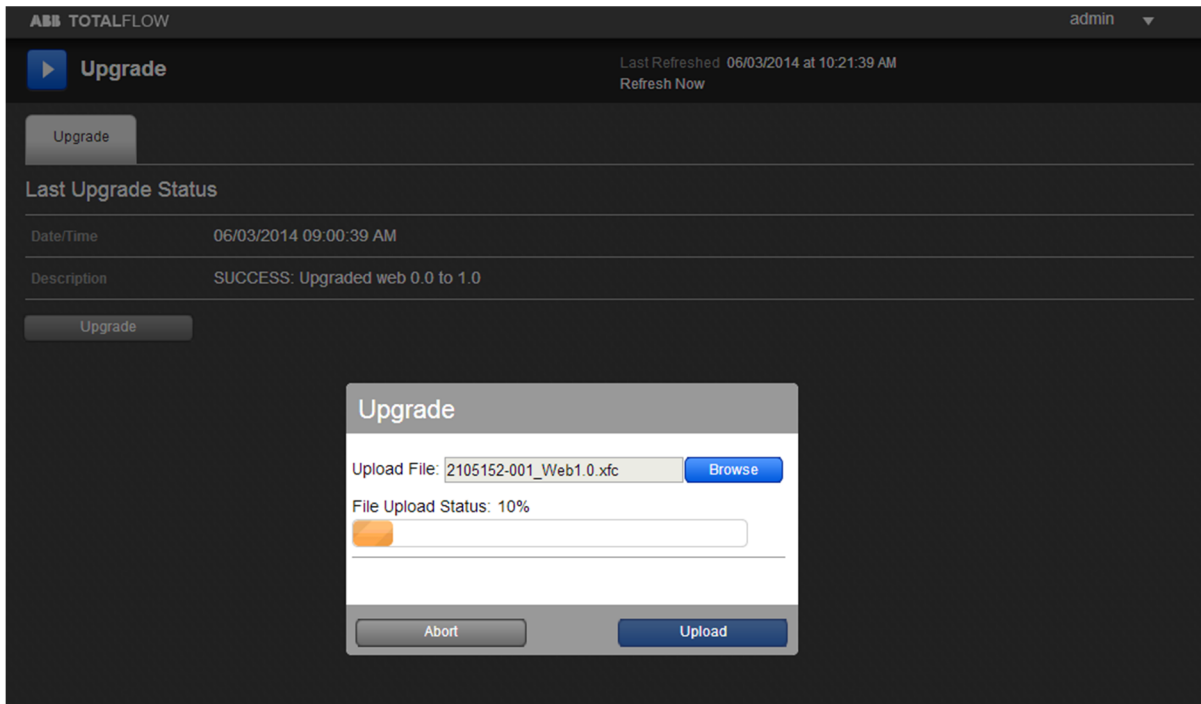 ABB TOTALFLOW admin
Upgrade
Last Refreshed 06/03/2014 at 10:21:39 AM
Refresh Now
Upgrade
Last Upgrade Status
Date/Time 06/03/2014 09:00:39 AM
Description SUCCESS: Upgraded web 0.0 to 1.0
Upgrade
Upgrade
Upload File: 2105152-001_Web1.0.xfc Browse
File Upload Status: 10%
Abort Upload